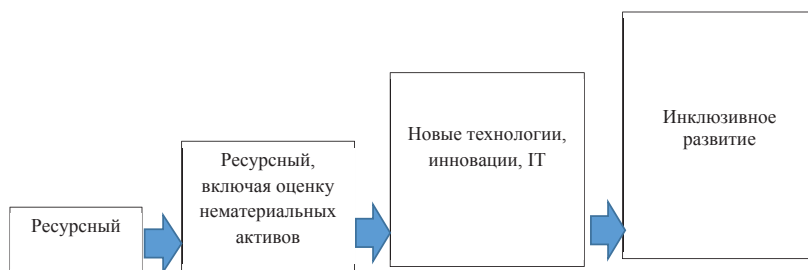 Ресурсный
Ресурсный,
включая оценку
нематериальных
активов
Новые технологии,
инновации, IT
Инклюзивное
развитие